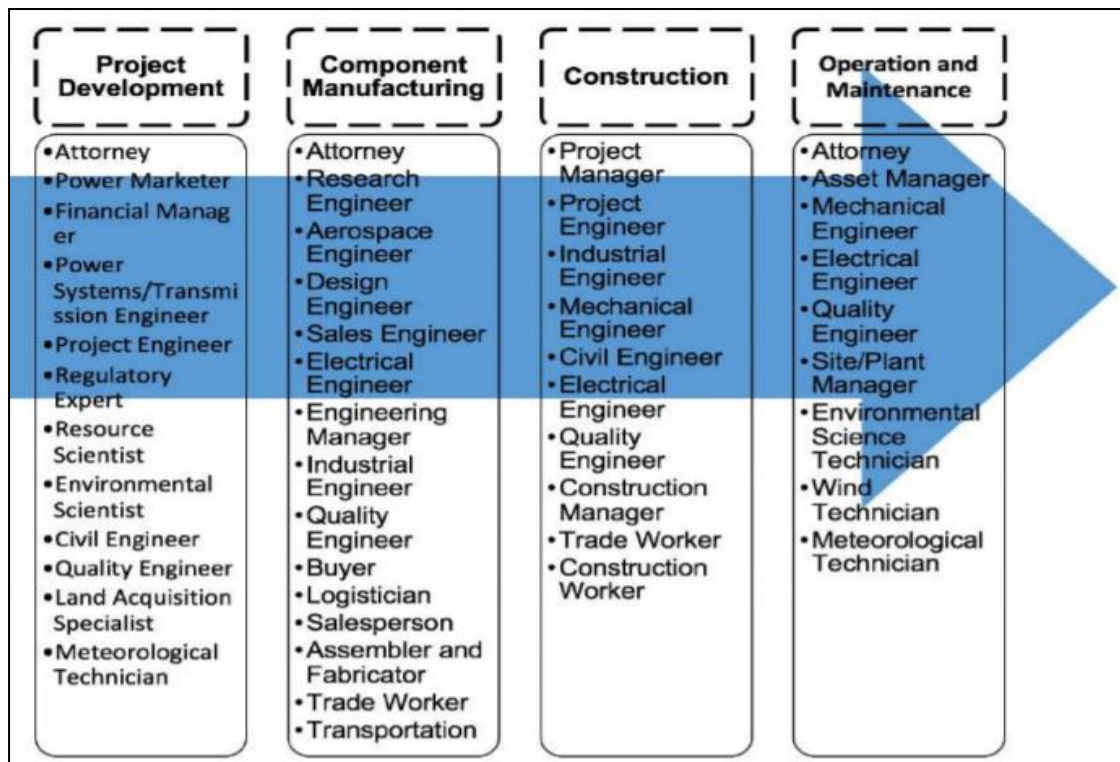 Project
Development
•Attorney
•Power Marketer
•Financial Manag
er
•Power
Systems/Transmi
ssion Engineer
•Project Engineer
•Regulatory
Expert
•Resource
Scientist
•Environmental
Scientist
•Civil Engineer
•Quality Engineer
•Land Acquisition
Specialist
•Meteorological
Technician
Component
Manufacturing
•Attorney
•Research
Engineer
•Aerospace
Engineer
•Design
Engineer
•Sales Engineer
•Electrical
Engineer
•Engineering
Manager
•Industrial
Engineer
•Quality
Engineer
•Buyer
•Logistician
•Salesperson
•Assembler and
Fabricator
•Trade Worker
•Transportation
Construction
•Project
Manager
•Project
Engineer
•Industrial
Engineer
•Mechanical
Engineer
•Civil Engineer
•Electrical
Engineer
•Quality
Engineer
•Construction
Manager
•Trade Worker
•Construction
Worker
Operation and
Maintenance
•Attorney
•Asset Manager
•Mechanical
Engineer
•Electrical
Engineer
•Quality
Engineer
•Site/Plant
Manager
•Environmental
Science
Technician
•Wind
Technician
•Meteorological
Technician